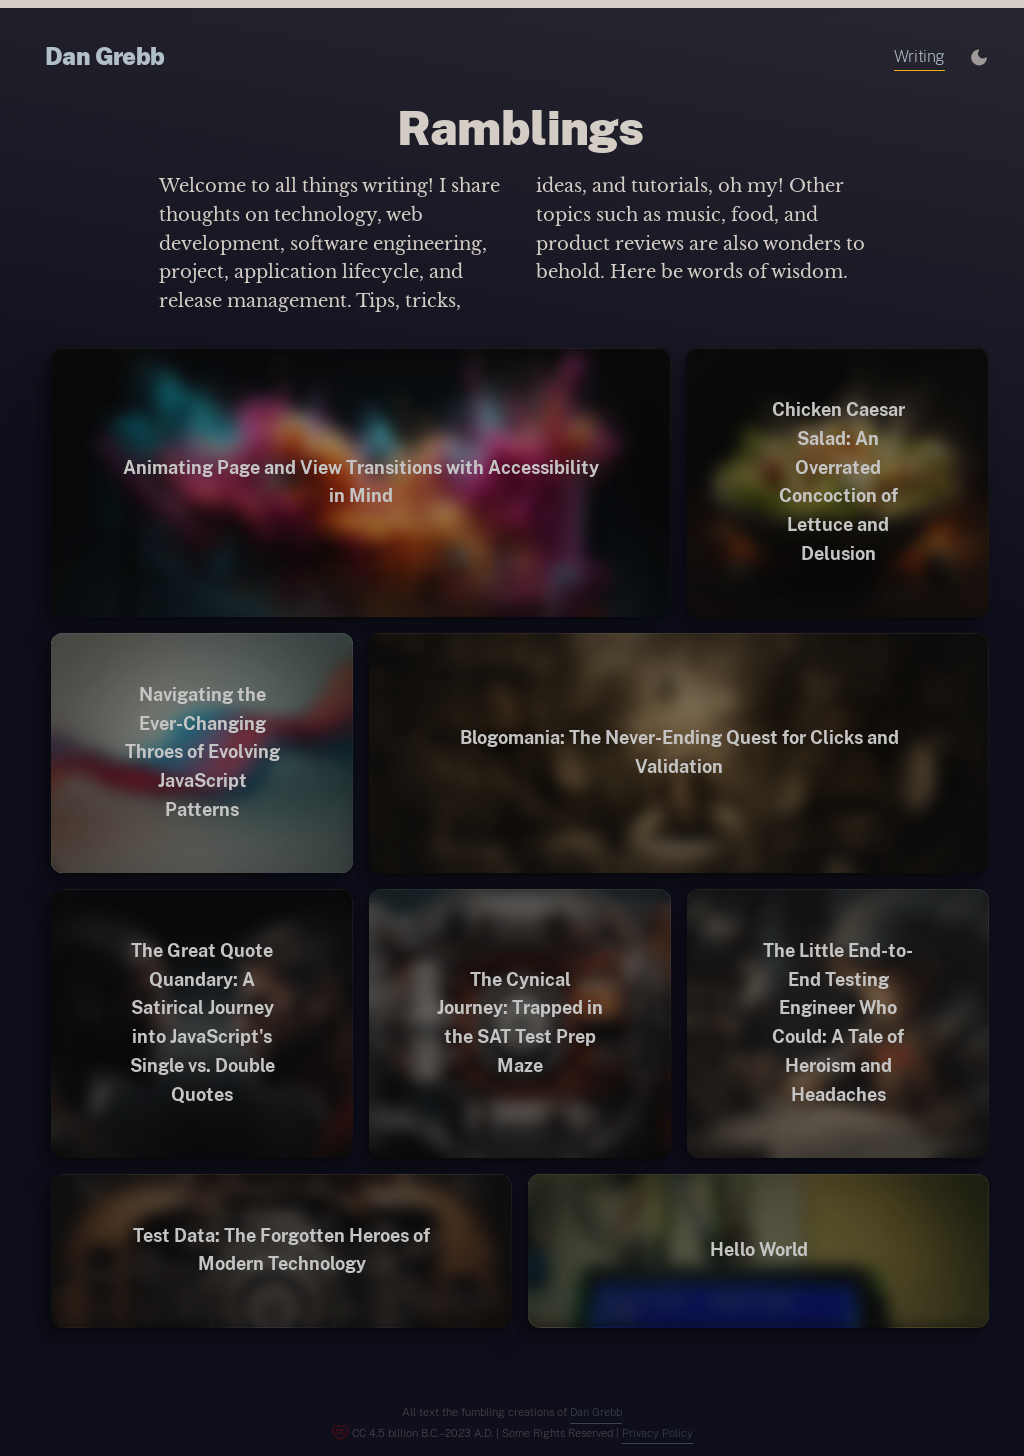 Dan Grebb
Writing
Ramblings
Welcome to all things writing! I share
thoughts on technology, web
development, software engineering,
project, application lifecycle, and
release management. Tips, tricks,
ideas, and tutorials, oh my! Other
topics such as music, food, and
product reviews are also wonders to
behold. Here be words of wisdom.
Animating Page and View Transitions with Accessibility
in Mind
Chicken Caesar
Salad: An
Overrated
Concoction of
Lettuce and
Delusion
Navigating the
Ever-Changing
Throes of Evolving
JavaScript
Patterns
Blogomania: The Never-Ending Quest for Clicks and
Validation
The Great Quote
Quandary: A
Satirical Journey
into JavaScript's
Single vs. Double
Quotes
The Cynical
Journey: Trapped in
the SAT Test Prep
Maze
The Little End-to-
End Testing
Engineer Who
Could: A Tale of
Heroism and
Headaches
Test Data: The Forgotten Heroes of
Modern Technology
Hello World
All text the fumbling creations of Dan Grebb
CC 4.5 billion B.C.–2023 A.D. | Some Rights Reserved | Privacy Policy